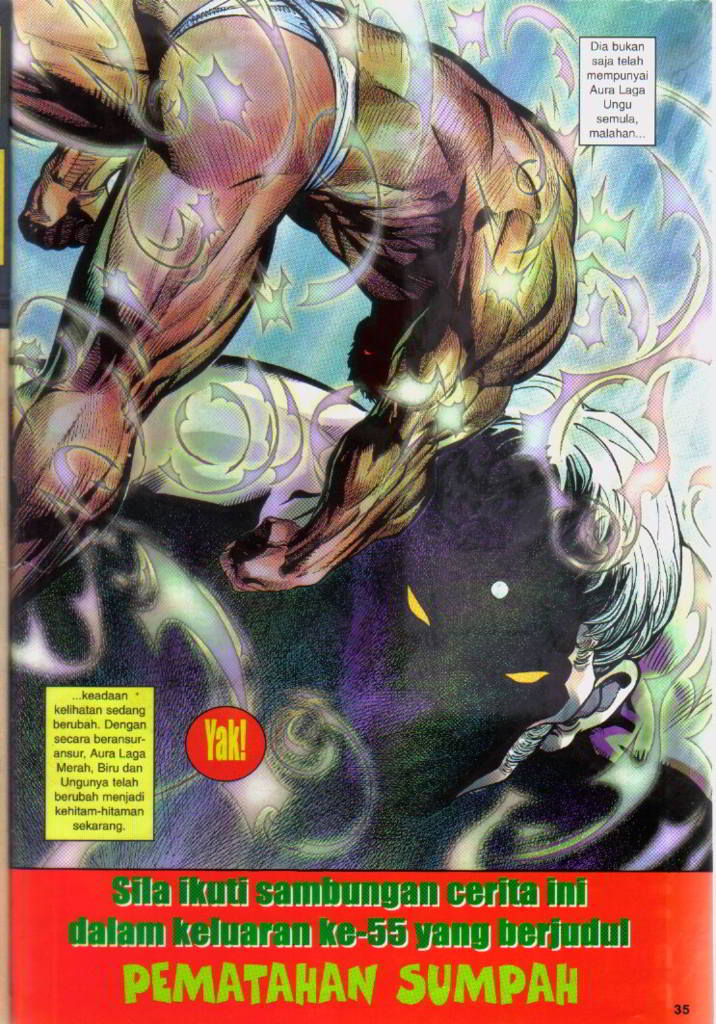 Dia bukan
saja telah
mempunyai
Aura Laga
Ungu
semula,
malahan...
...keadaan
kelihatan sedang
berubah. Dengan
secara beransur-
ansur, Aura Laga
Merah, Biru dan
Ungunya telah
berubah menjadi
kehitam-hitaman
sekarang.
Yak!
Sila ikuti sambungan cerita ini
dalam keluaran ke-55 yang berjudul
PEMATAHAN SUMPAH
35